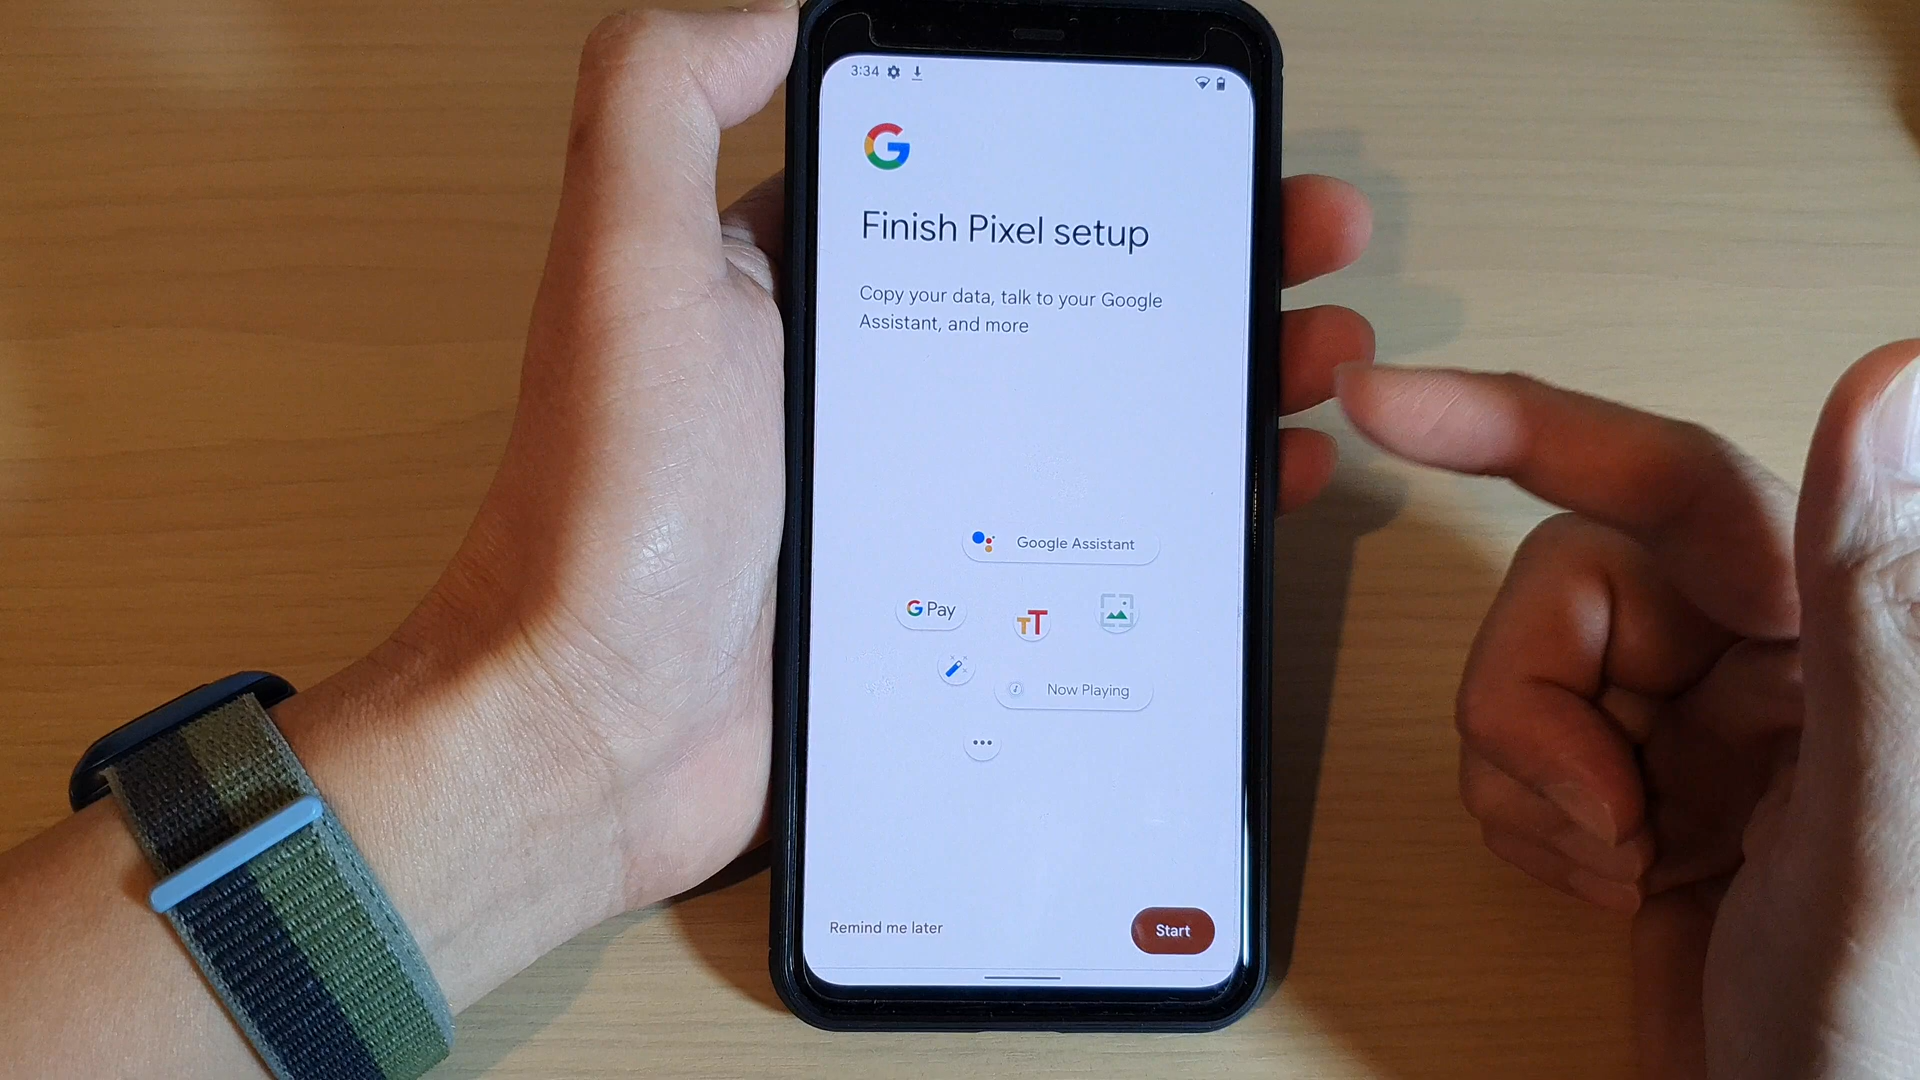 3:34
G
Finish Pixel setup
Copy your data, talk to your Google
Assistant, and more
Google Assistant
G Pay
TT
Now Playing
Remind me later
Start